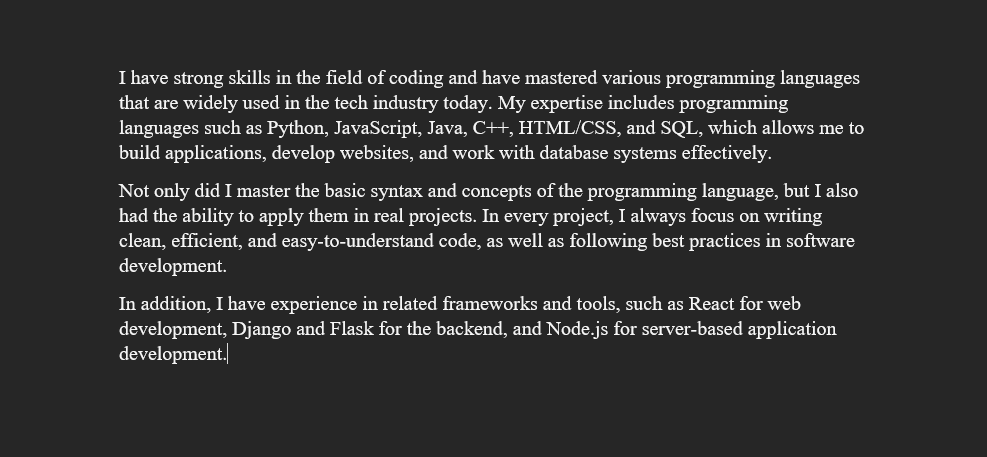 I have strong skills in the field of coding and have mastered various programming languages
that are widely used in the tech industry today. My expertise includes programming
languages such as Python, JavaScript, Java, C++, HTML/CSS, and SQL, which allows me to
build applications, develop websites, and work with database systems effectively.
Not only did I master the basic syntax and concepts of the programming language, but I also
had the ability to apply them in real projects. In every project, I always focus on writing
clean, efficient, and easy-to-understand code, as well as following best practices in software
development.
In addition, I have experience in related frameworks and tools, such as React for web
development, Django and Flask for the backend, and Node.js for server-based application
development.